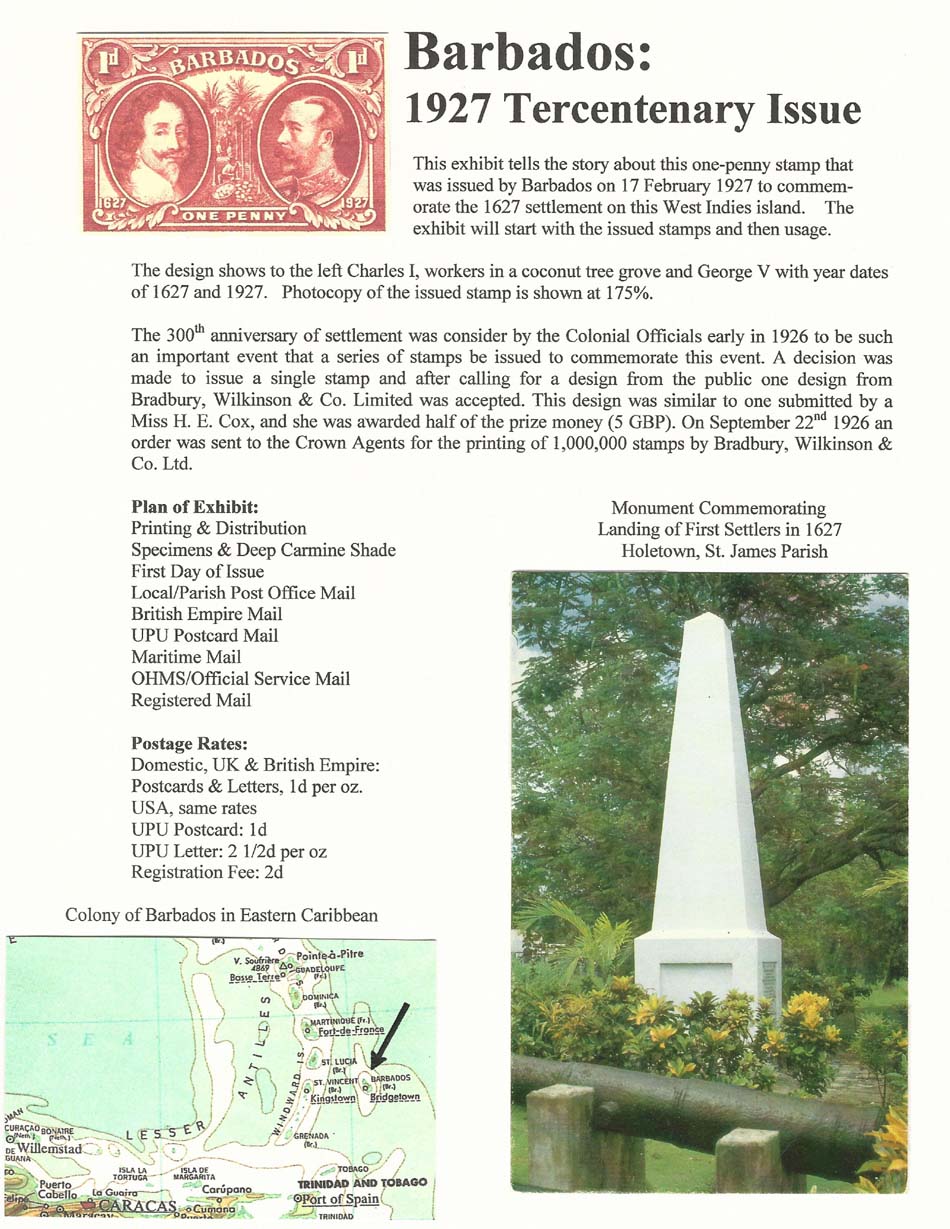 1d BARBADOS 1d
1627 ONE PENNY 1927
Barbados:
1927 Tercentenary Issue
This exhibit tells the story about this one-penny stamp that
was issued by Barbados on 17 February 1927 to commem-
orate the 1627 settlement on this West Indies island. The
exhibit will start with the issued stamps and then usage.
The design shows to the left Charles I, workers in a coconut tree grove and George V with year dates
of 1627 and 1927. Photocopy of the issued stamp is shown at 175%.
The 300th anniversary of settlement was consider by the Colonial Officials early in 1926 to be such
an important event that a series of stamps be issued to commemorate this event. A decision was
made to issue a single stamp and after calling for a design from the public one design from
Bradbury, Wilkinson & Co. Limited was accepted. This design was similar to one submitted by a
Miss H. E. Cox, and she was awarded half of the prize money (5 GBP). On September 22nd 1926 an
order was sent to the Crown Agents for the printing of 1,000,000 stamps by Bradbury, Wilkinson &
Co. Ltd.
Plan of Exhibit:
Printing & Distribution
Specimens & Deep Carmine Shade
First Day of Issue
Local/Parish Post Office Mail
British Empire Mail
UPU Postcard Mail
Maritime Mail
OHMS/Official Service Mail
Registered Mail
Postage Rates:
Domestic, UK & British Empire:
Postcards & Letters, 1d per oz.
USA, same rates
UPU Postcard: 1d
UPU Letter: 2 1/2d per oz
Registration Fee: 2d
Monument Commemorating
Landing of First Settlers in 1627
Holetown, St. James Parish
Colony of Barbados in Eastern Caribbean
E
(Br.)
V. Soufrière
4869
Pointe-à-Pitre
GUADELOUPE
(Fr.)
Basse Terre
DOMINICA
(Br.)
MARTINIQUE (Fr.)
Fort-de-France
SEA
ANTILLES
ST. LUCIA
(Br.)
ST. VINCENT
(Br.)
Kingstown
BARBADOS
(Br.)
Bridgetown
WINDWARD IS.
LESSER
GRENADA
(Br.)
CURAÇAO
(Neth.)
BONAIRE
(Neth.)
DE Willemstad
GUANA
ISLA LA
TORTUGA
ISLA DE
MARGARITA
TOBAGO
TRINIDAD AND TOBAGO
Port of Spain
TRINIDAD
Puerto
Cabello
La Guaira
CARACAS
Maracay
Carúpano
Cumana
Puerto